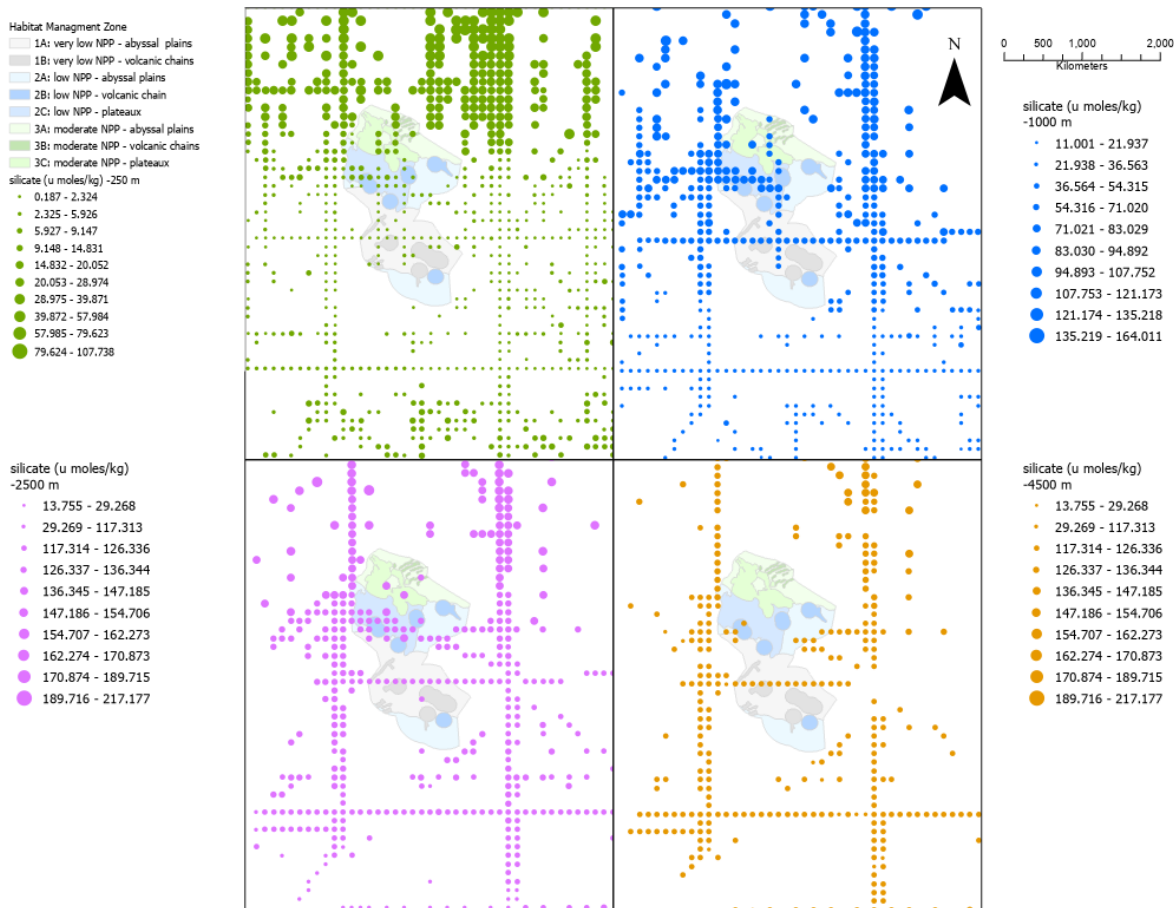 Habitat Managment Zone
1A: very low NPP - abyssal plains
1B: very low NPP - volcanic chains
2A: low NPP - abyssal plains
2B: low NPP - volcanic chain
2C: low NPP - plateaux
3A: moderate NPP - abyssal plains
3B: moderate NPP - volcanic chains
3C: moderate NPP - plateaux
silicate (u moles/kg) -250 m
0.187 - 2.324
2.325 - 5.926
5.927 - 9.147
9.148 - 14.831
14.832 - 20.052
20.053 - 28.974
28.975 - 39.871
39.872 - 57.984
57.985 - 79.623
79.624 - 107.738
N
0 500 1,000 2,000
Kilometers
silicate (u moles/kg)
-1000 m
11.001 - 21.937
21.938 - 36.563
36.564 - 54.315
54.316 - 71.020
71.021 - 83.029
83.030 - 94.892
94.893 - 107.752
107.753 - 121.173
121.174 - 135.218
135.219 - 164.011
silicate (u moles/kg)
-2500 m
13.755 - 29.268
29.269 - 117.313
117.314 - 126.336
126.337 - 136.344
136.345 - 147.185
147.186 - 154.706
154.707 - 162.273
162.274 - 170.873
170.874 - 189.715
189.716 - 217.177
silicate (u moles/kg)
-4500 m
13.755 - 29.268
29.269 - 117.313
117.314 - 126.336
126.337 - 136.344
136.345 - 147.185
147.186 - 154.706
154.707 - 162.273
162.274 - 170.873
170.874 - 189.715
189.716 - 217.177